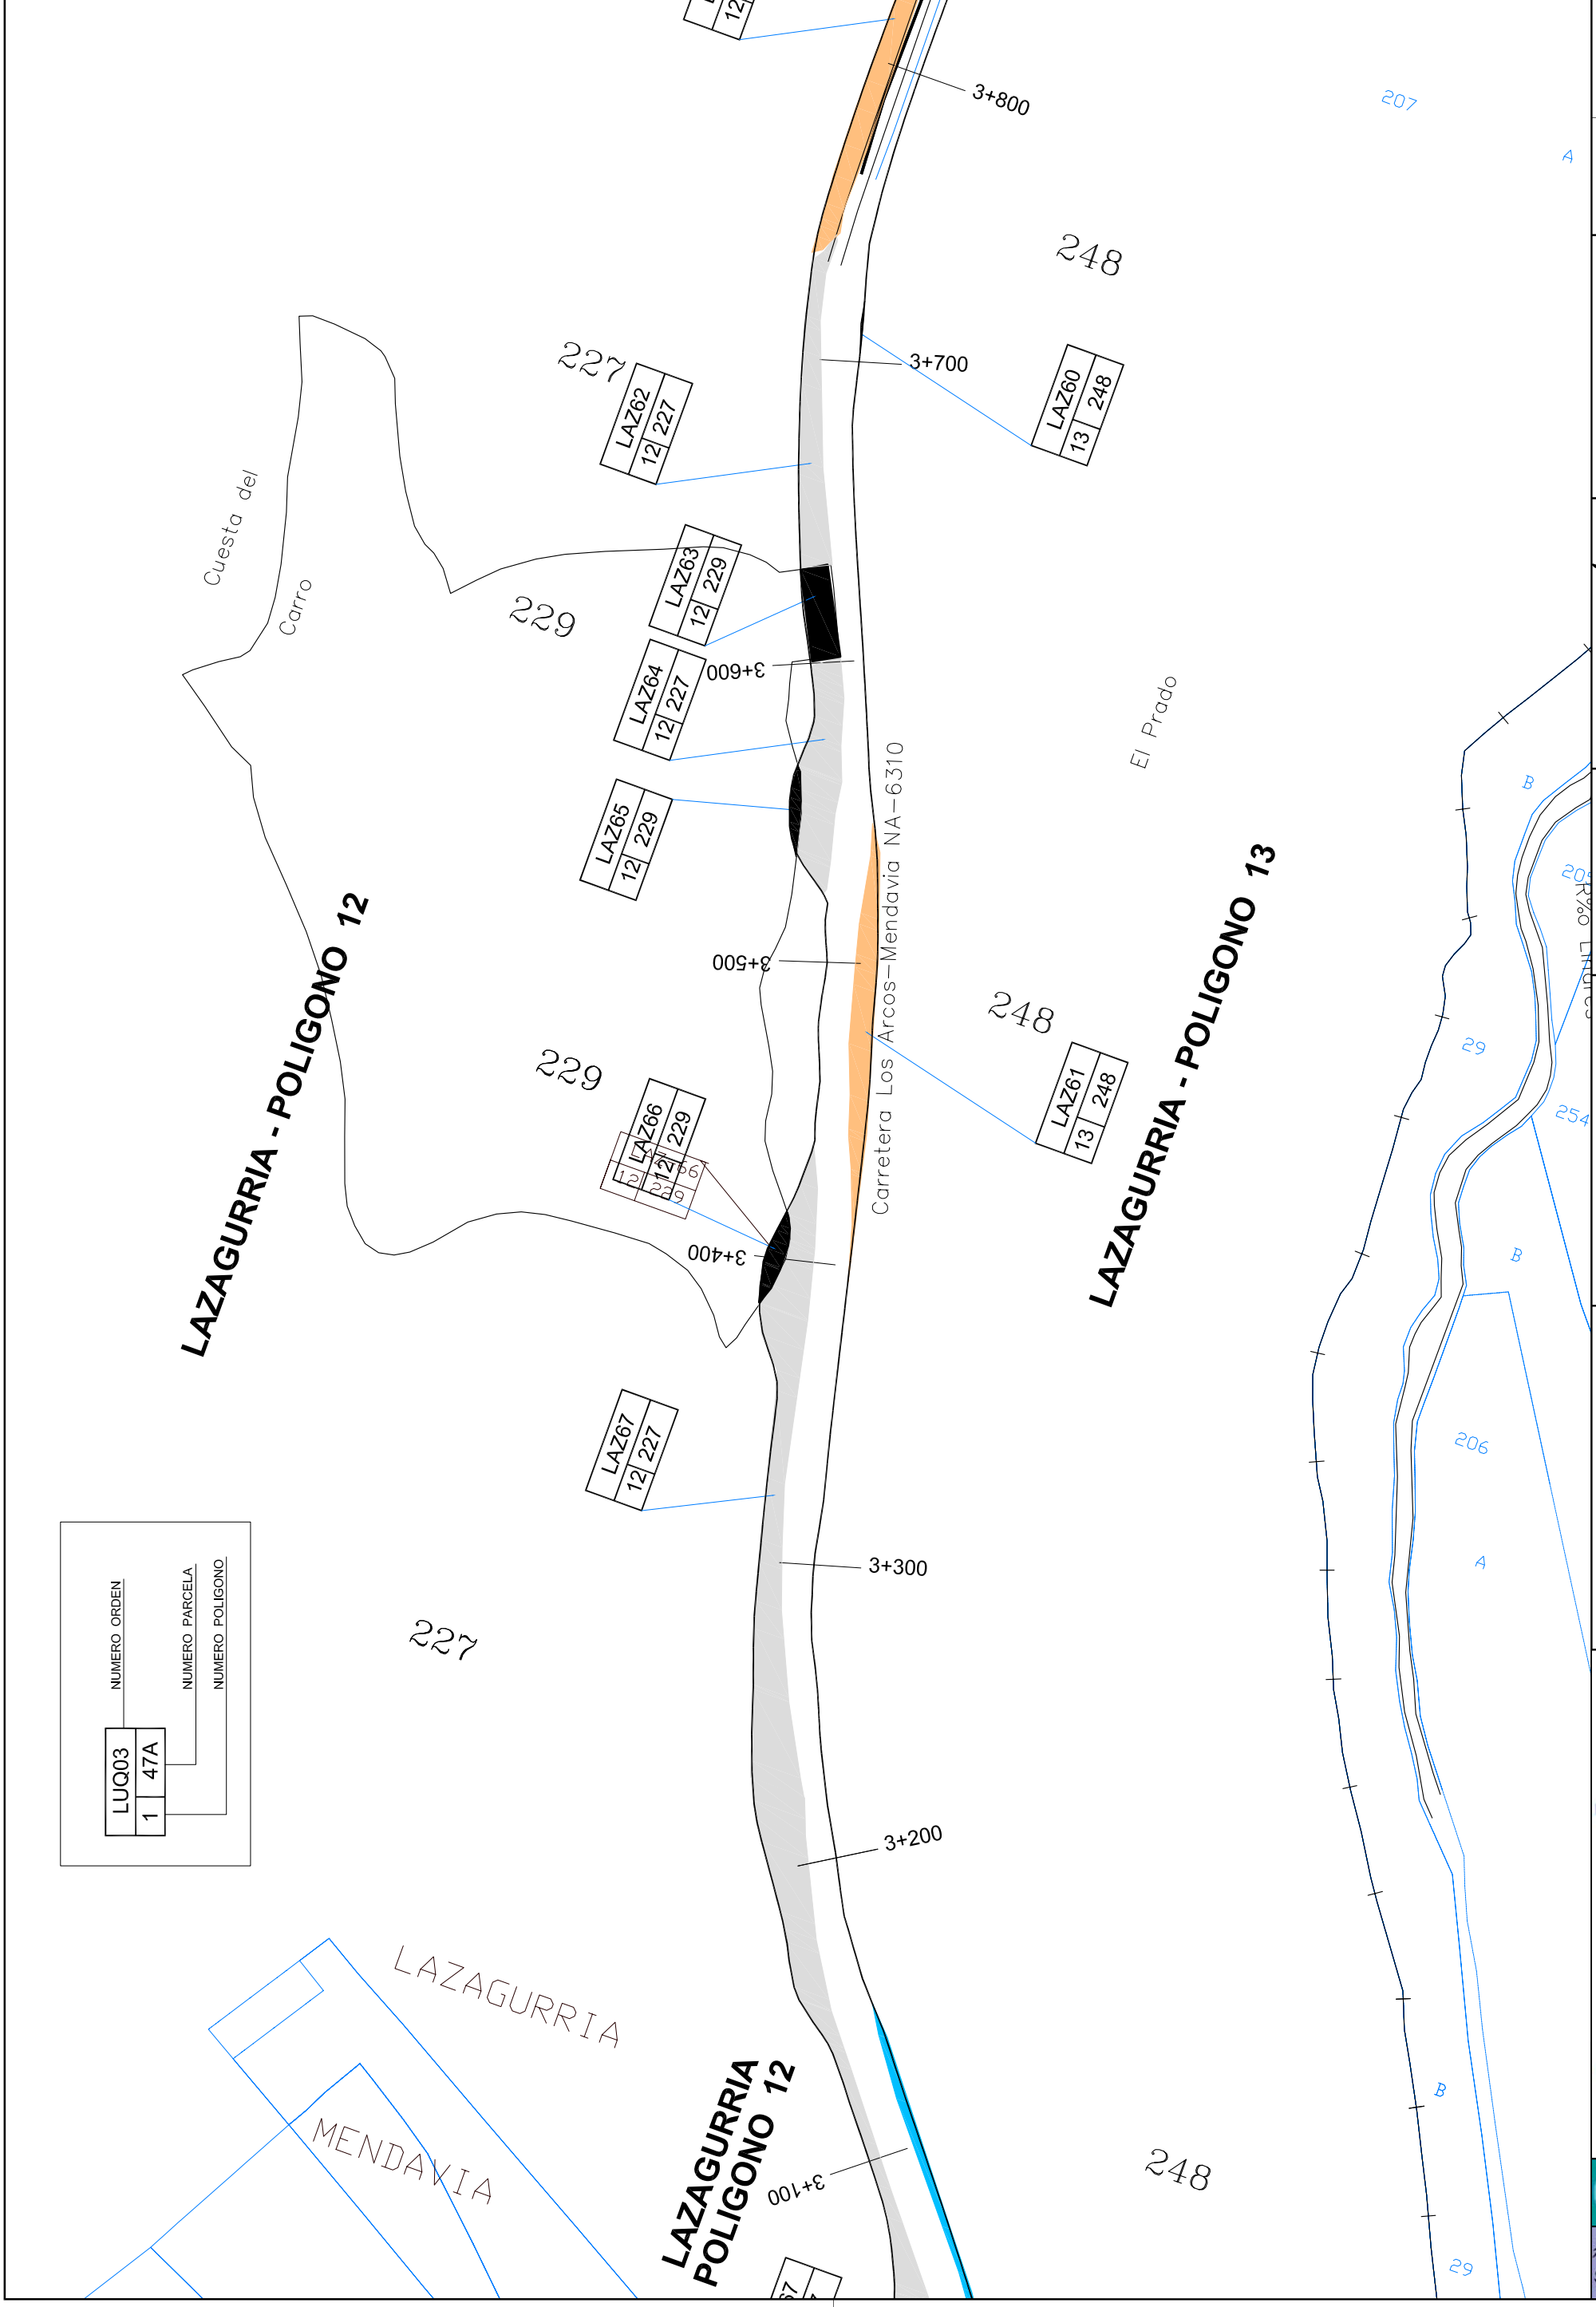 12
3+800
207
A
248
227
3+700
LAZ62
12 227
LAZ60
13 248
Cuesta del
Carro
229
LAZ63
12 229
3+600
LAZ64
12 227
El Prado
LAZ65
12 229
B
Carretera Los Arcos-Mendavia NA-6310
LAZAGURRIA - POLIGONO 12
LAZAGURRIA - POLIGONO 13
3+500
248
29
229
LAZ66
12 229
LAZ61
13 248
254
3+400
B
LAZ67
12 227
206
A
3+300
NUMERO ORDEN
NUMERO PARCELA
NUMERO POLIGONO
LUQ03
1 47A
227
3+200
LAZAGURRIA
MENDAVIA
LAZAGURRIA
POLIGONO 12
3+100
248
B
29
67